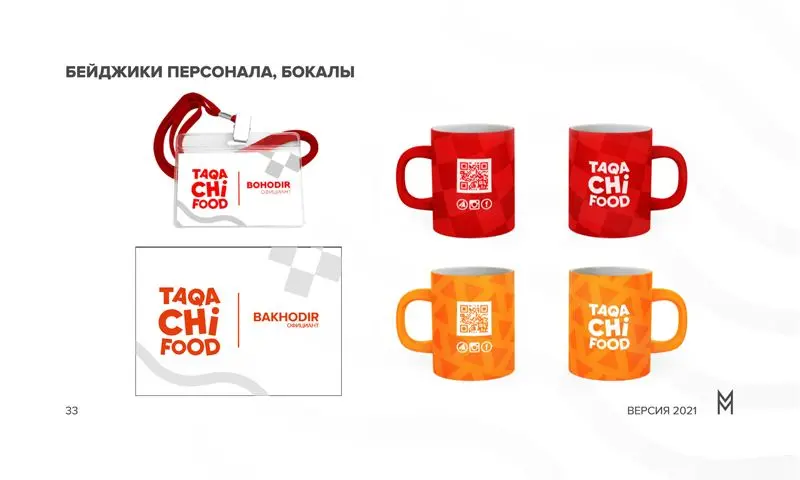 БЕЙДЖИКИ ПЕРСОНАЛА, БОКАЛЫ
TAQA
CHi
FOOD
BOHODIR
ОФИЦИАНТ
TAQA
CHi
FOOD
TAQA
CHi
FOOD
BAKHODIR
ОФИЦИАНТ
TAQA
CHi
FOOD
33
ВЕРСИЯ 2021